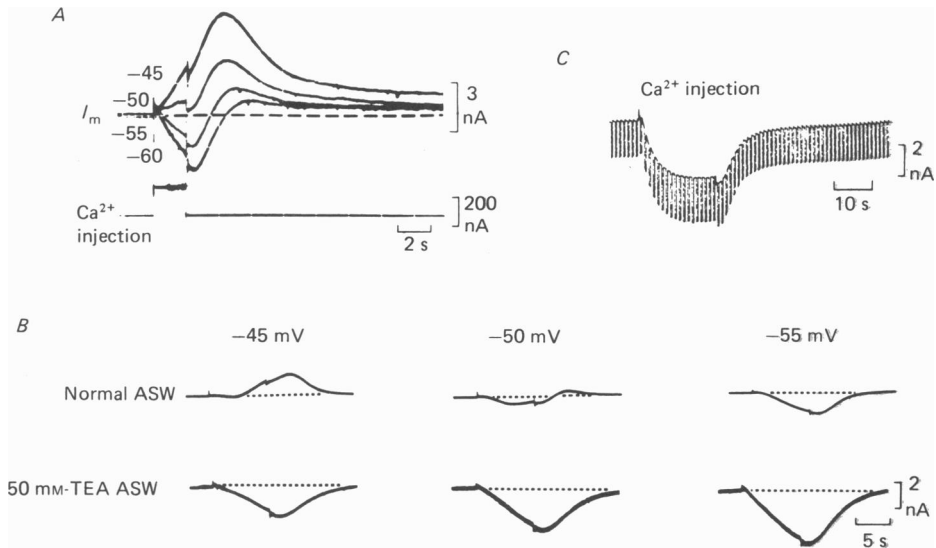 A
−45
−50
I_m
−55
−60
3
nA
Ca²⁺
injection
200
nA
2 s
C
Ca²⁺ injection
2
nA
10 s
B
−45 mV
−50 mV
−55 mV
Normal ASW
50 mM-TEA ASW
2
nA
5 s